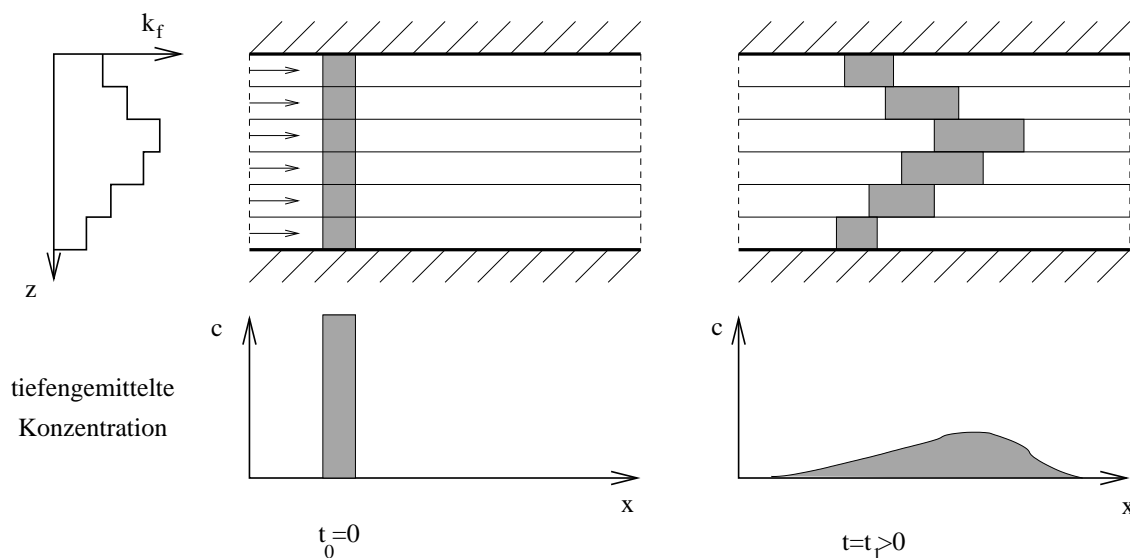 k_f
z
c
c
tiefengemittelte
Konzentration
x
x
t_0=0
t=t_1>0